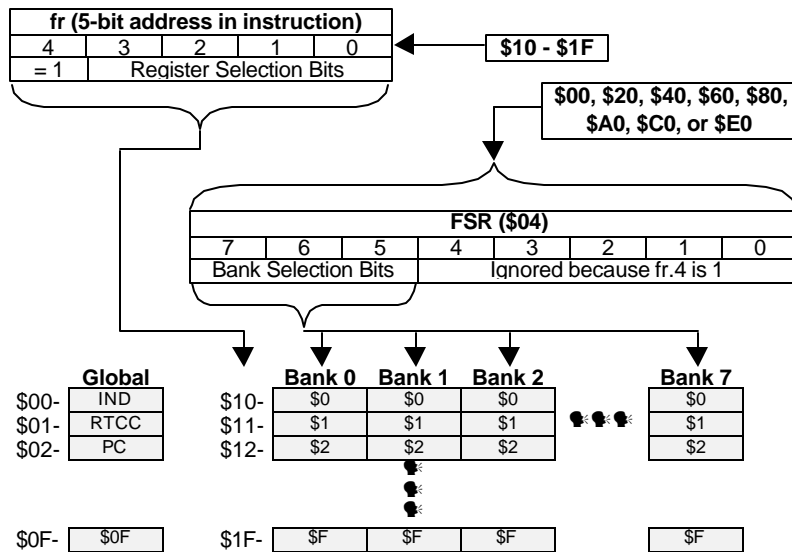 fr (5-bit address in instruction)
4 3 2 1 0
= 1 Register Selection Bits
$10 - $1F
$00, $20, $40, $60, $80,
$A0, $C0, or $E0
FSR ($04)
7 6 5 4 3 2 1 0
Bank Selection Bits Ignored because fr.4 is 1
Global Bank 0 Bank 1 Bank 2 Bank 7
$00- IND $10- $0 $0 $0 $0
$01- RTCC $11- $1 $1 $1 $1
$02- PC $12- $2 $2 $2 $2
$0F- $0F $1F- $F $F $F $F